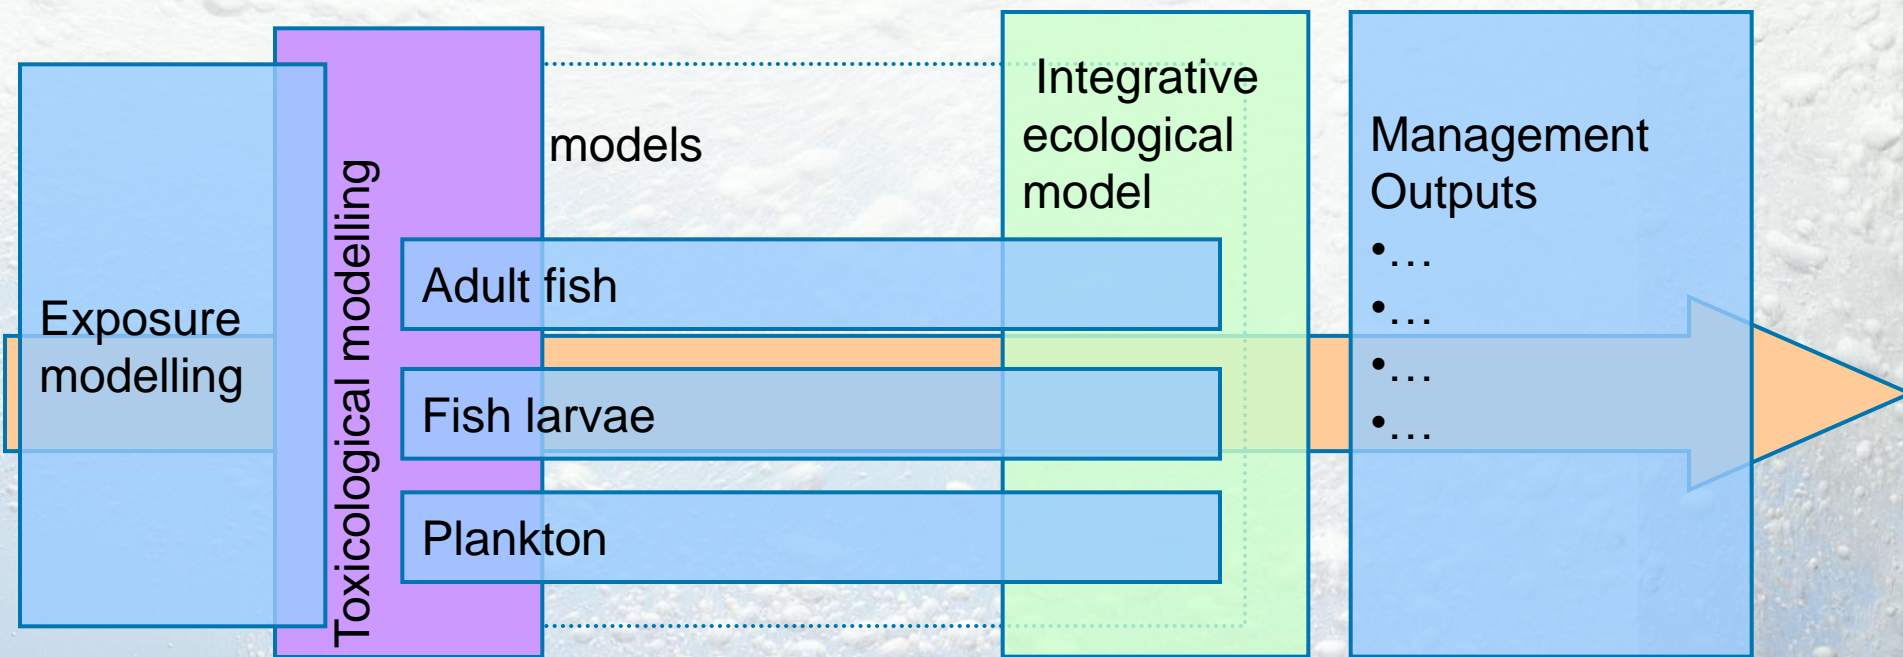 Exposure
modelling
Toxicological modelling
models
Adult fish
Fish larvae
Plankton
Integrative
ecological
model
Management
Outputs
•…
•…
•…
•…